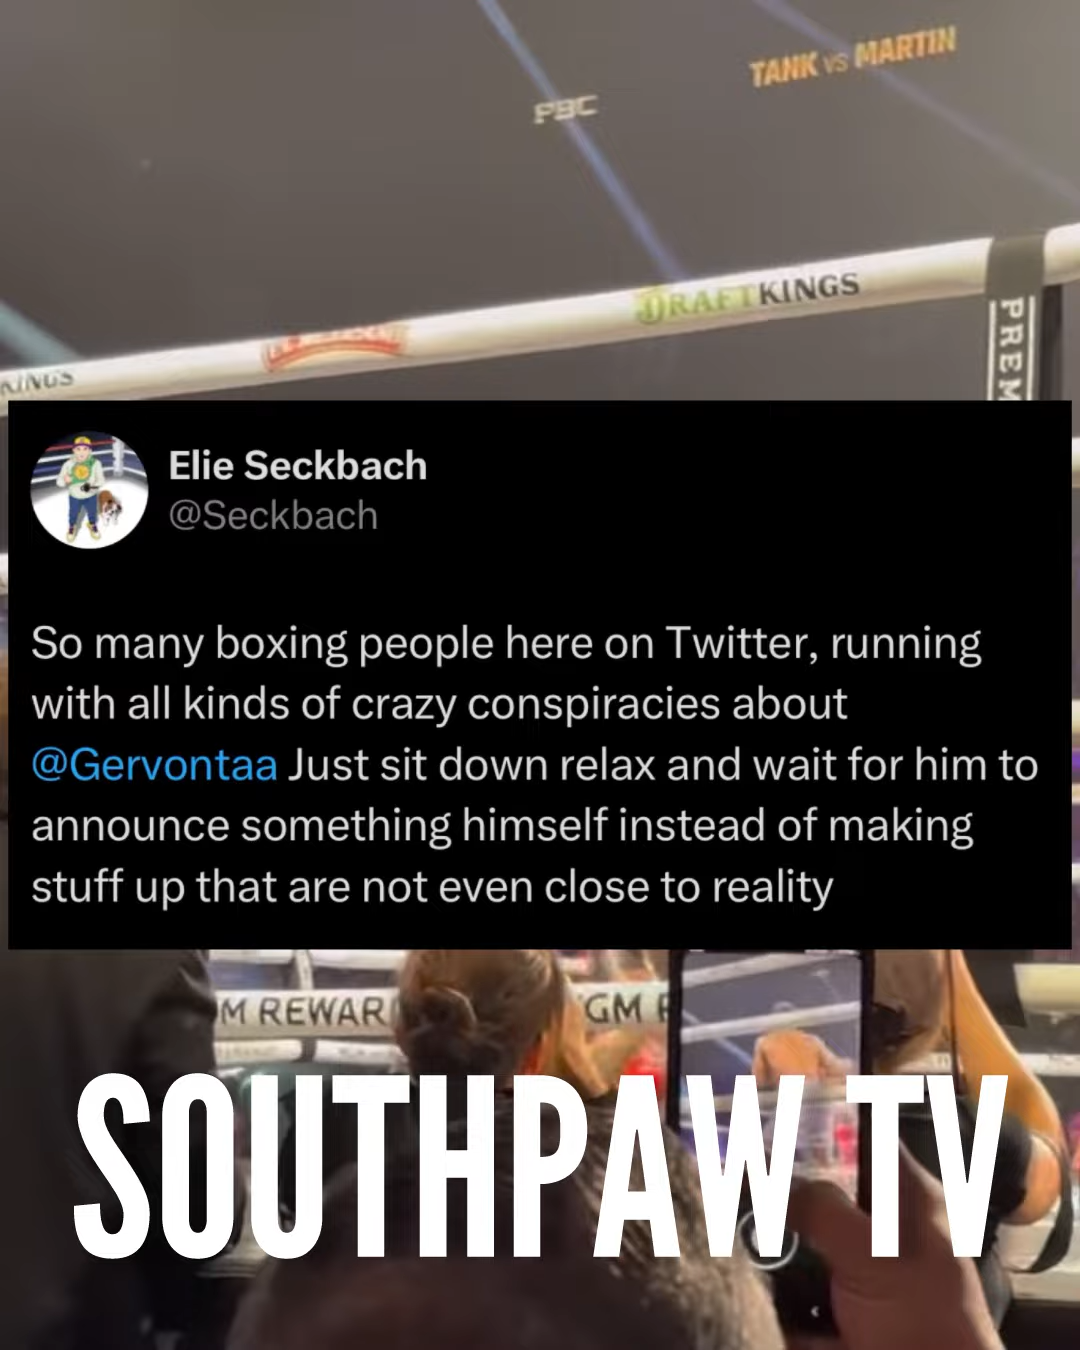 TANK VS MARTIN
PBC
DRAFTKINGS
KINGS
PREM
Elie Seckbach
@Seckbach
So many boxing people here on Twitter, running
with all kinds of crazy conspiracies about
@Gervontaa Just sit down relax and wait for him to
announce something himself instead of making
stuff up that are not even close to reality
M REWAR
GM
SOUTHPAW TV